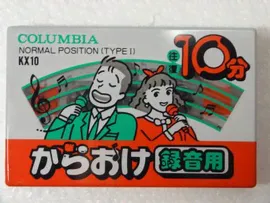 COLUMBIA
NORMAL POSITION (TYPE I)
KX10
往復
10分
からおけ
録音用